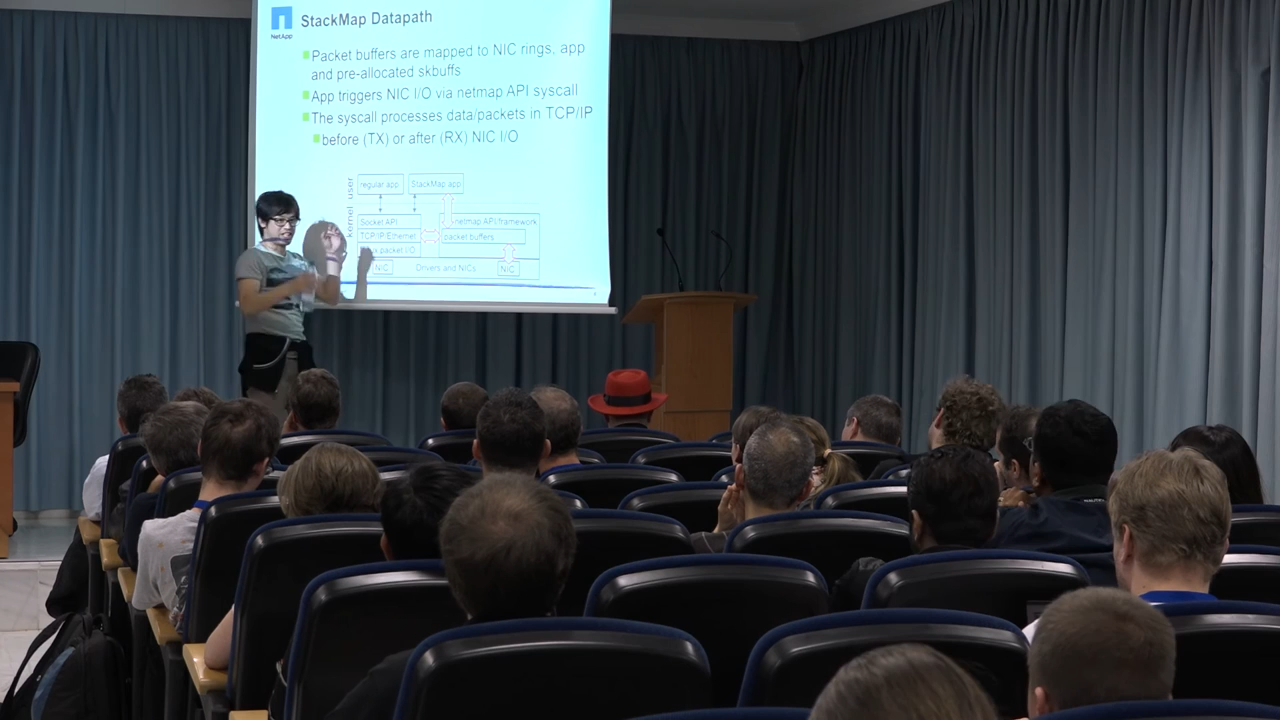 StackMap Datapath
NetApp
Packet buffers are mapped to NIC rings, app
and pre-allocated skbuffs
App triggers NIC I/O via netmap API syscall
The syscall processes data/packets in TCP/IP
before (TX) or after (RX) NIC I/O
user
kernel
regular app
StackMap app
Socket API
netmap API/framework
TCP/IP/Ethernet
packet buffers
packet I/O
NIC
Drivers and NICs
NIC